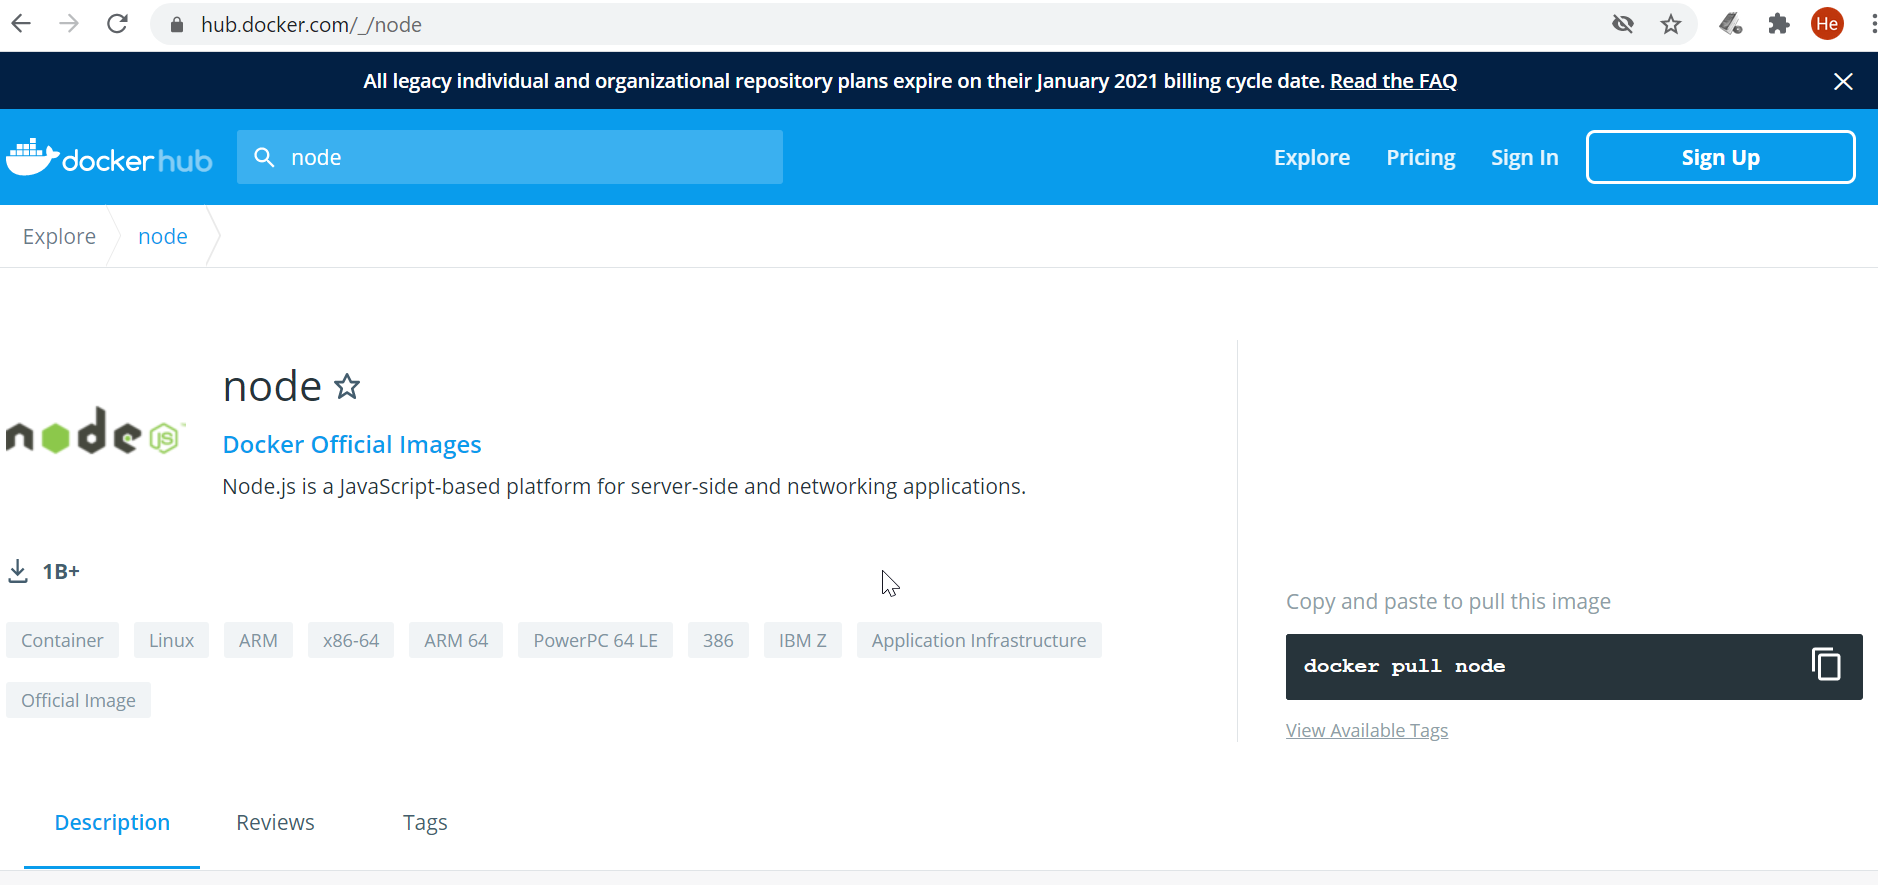 hub.docker.com/_/node
He
All legacy individual and organizational repository plans expire on their January 2021 billing cycle date. Read the FAQ
dockerhub
node
Explore
Pricing
Sign In
Sign Up
Explore
node
node JS
node
Docker Official Images
Node.js is a JavaScript-based platform for server-side and networking applications.
1B+
Container Linux ARM x86-64 ARM 64 PowerPC 64 LE 386 IBM Z Application Infrastructure
Official Image
Copy and paste to pull this image
docker pull node
View Available Tags
Description Reviews Tags